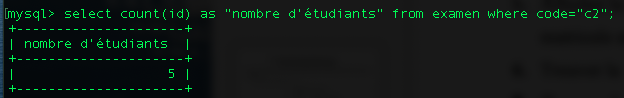 [mysql> select count(id) as "nombre d'étudiants" from examen where code="c2";
+---------------------+
| nombre d'étudiants  |
+---------------------+
|                   5 |
+---------------------+